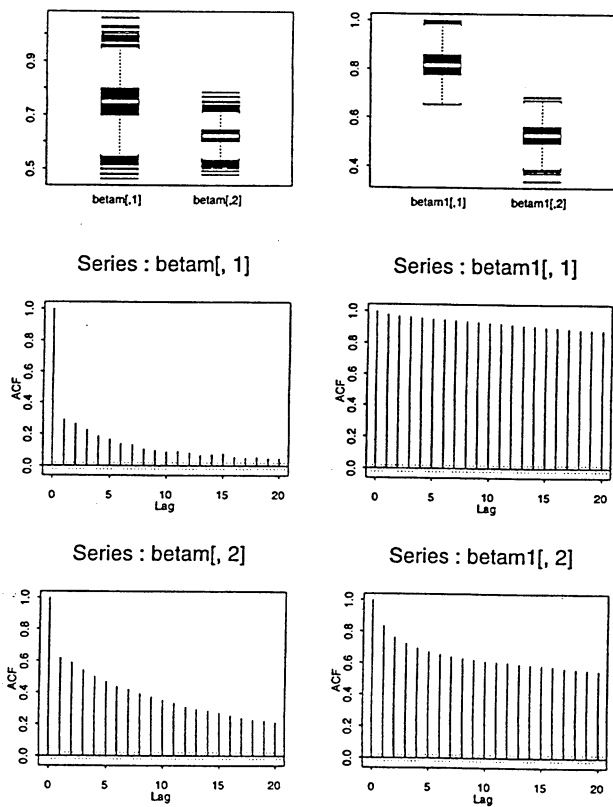 0.5 0.7 0.9
betam[,1] betam[,2]
0.4 0.6 0.8 1.0
betam1[,1] betam1[,2]
Series : betam[, 1]
ACF
0.0 0.2 0.4 0.6 0.8 1.0
0 5 10 15 20
Lag
Series : betam1[, 1]
ACF
0.0 0.2 0.4 0.6 0.8 1.0
0 5 10 15 20
Lag
Series : betam[, 2]
ACF
0.0 0.2 0.4 0.6 0.8 1.0
0 5 10 15 20
Lag
Series : betam1[, 2]
ACF
0.0 0.2 0.4 0.6 0.8 1.0
0 5 10 15 20
Lag